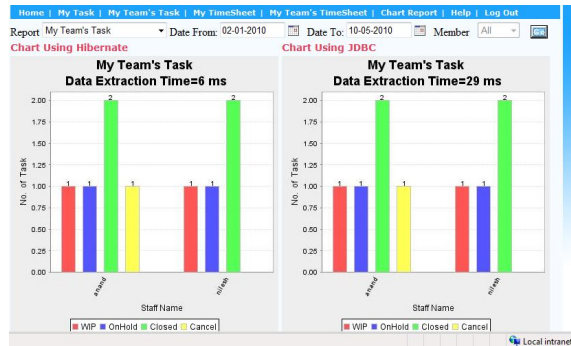 Home | My Task | My Team's Task | My TimeSheet | My Team's TimeSheet | Chart Report | Help | Log Out
Report My Team's Task Date From: 02-01-2010 Date To: 10-05-2010 Member All Go
Chart Using Hibernate
My Team's Task
Data Extraction Time=6 ms
No. of Task
2.00
1.75
1.50
1.25
1.00
0.75
0.50
0.25
0.00
1 1 2 1 1 1 2
anand nilesh
Staff Name
WIP OnHold Closed Cancel
Chart Using JDBC
My Team's Task
Data Extraction Time=29 ms
No. of Task
2.00
1.75
1.50
1.25
1.00
0.75
0.50
0.25
0.00
1 1 2 1 1 1 2
anand nilesh
Staff Name
WIP OnHold Closed Cancel
Local intranet